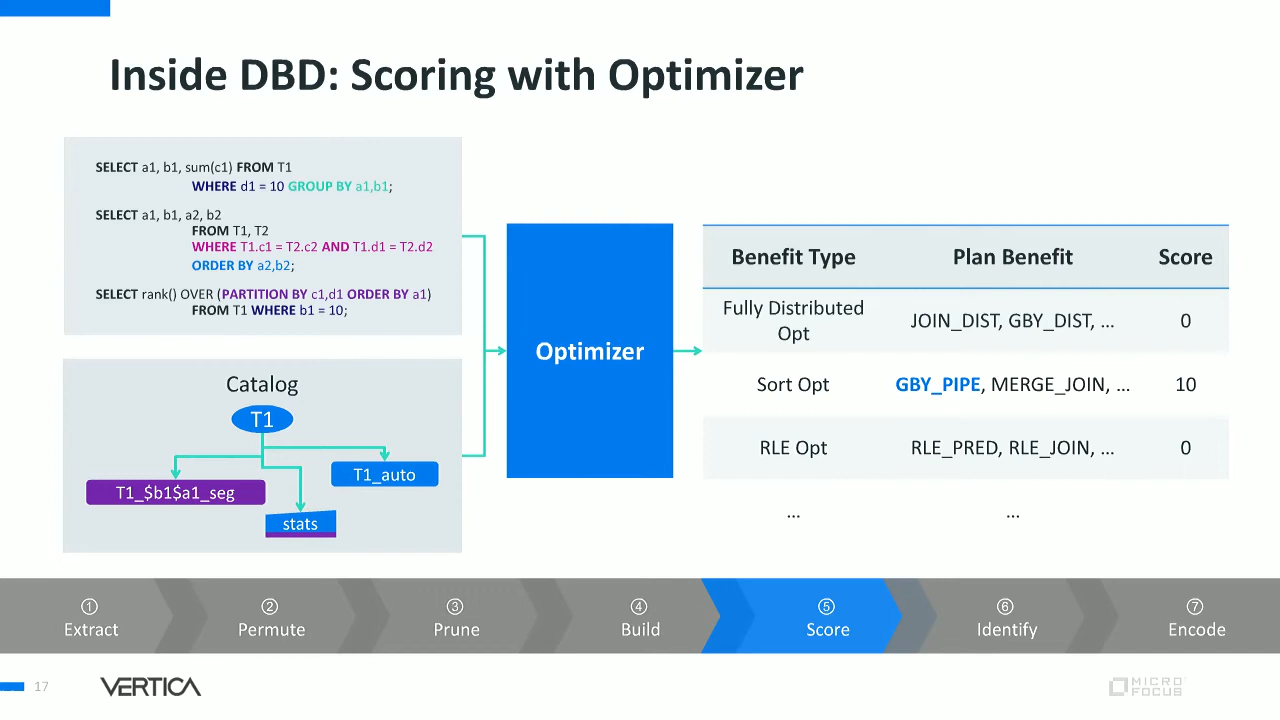 Inside DBD: Scoring with Optimizer
SELECT a1, b1, sum(c1) FROM T1
WHERE d1 = 10 GROUP BY a1,b1;
SELECT a1, b1, a2, b2
FROM T1, T2
WHERE T1.c1 = T2.c2 AND T1.d1 = T2.d2
ORDER BY a2,b2;
SELECT rank() OVER (PARTITION BY c1,d1 ORDER BY a1)
FROM T1 WHERE b1 = 10;
Catalog
T1
T1_auto
T1_$b1$a1_seg
stats
Optimizer
Benefit Type Plan Benefit Score
Fully Distributed
Opt
JOIN_DIST, GBY_DIST, ... 0
Sort Opt GBY_PIPE, MERGE_JOIN, ... 10
RLE Opt RLE_PRED, RLE_JOIN, ... 0
... ...
① ② ③ ④ ⑤ ⑥ ⑦
Extract Permute Prune Build Score Identify Encode
17 VERTICA
MICRO
FOCUS